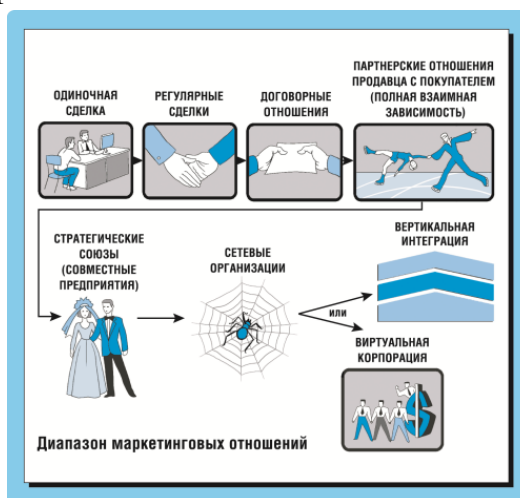 ОДИНОЧНАЯ
СДЕЛКА
РЕГУЛЯРНЫЕ
СДЕЛКИ
ДОГОВОРНЫЕ
ОТНОШЕНИЯ
ПАРТНЕРСКИЕ ОТНОШЕНИЯ
ПРОДАВЦА С ПОКУПАТЕЛЕМ
(ПОЛНАЯ ВЗАИМНАЯ
ЗАВИСИМОСТЬ)
СТРАТЕГИЧЕСКИЕ
СОЮЗЫ
(СОВМЕСТНЫЕ
ПРЕДПРИЯТИЯ)
СЕТЕВЫЕ
ОРГАНИЗАЦИИ
ВЕРТИКАЛЬНАЯ
ИНТЕГРАЦИЯ
ИЛИ
ВИРТУАЛЬНАЯ
КОРПОРАЦИЯ
$
Диапазон маркетинговых отношений